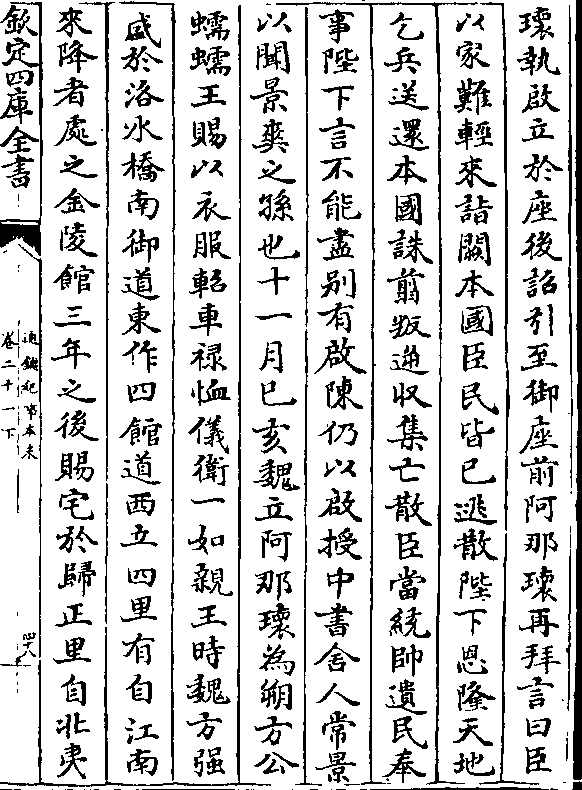 瓌執啟立於座後詔引至御座前阿那瓌再拜言曰臣
以家難輕來詣闕本國臣民皆已逃散陛下恩隆天地
乞兵送還本國誅翦叛逆收集亡散臣當統帥遺民奉
事陛下言不能盡别有啟陳仍以啟授中書舍人常景
以聞景爽之孫也十一月己亥魏立阿那瓌為朔方公
蠕蠕王賜以衣服軺車禄恤儀衛一如親王時魏方强
盛於洛水橋南御道東作四館道西立四里有自江南
來降者處之金陵館三年之後賜宅於歸正里自北夷
欽定四庫全書
通鑑紀事本末
卷二十一下
四十八